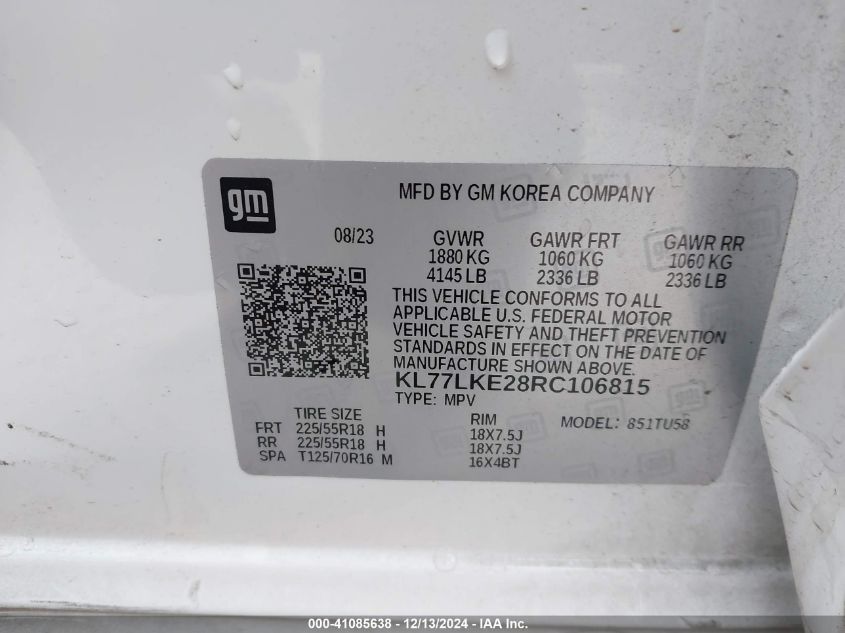 gm
MFD BY GM KOREA COMPANY
08/23
GVWR GAWR FRT GAWR RR
1880 KG 1060 KG 1060 KG
4145 LB 2336 LB 2336 LB
THIS VEHICLE CONFORMS TO ALL
APPLICABLE U.S. FEDERAL MOTOR
VEHICLE SAFETY AND THEFT PREVENTION
STANDARDS IN EFFECT ON THE DATE OF
MANUFACTURE SHOWN ABOVE.
KL77LKE28RC106815
TYPE: MPV
TIRE SIZE RIM MODEL: 851TU58
FRT 225/55R18 H 18X7.5J
RR 225/55R18 H 18X7.5J
SPA T125/70R16 M 16X4BT
000-41085638 - 12/13/2024 - IAA Inc.